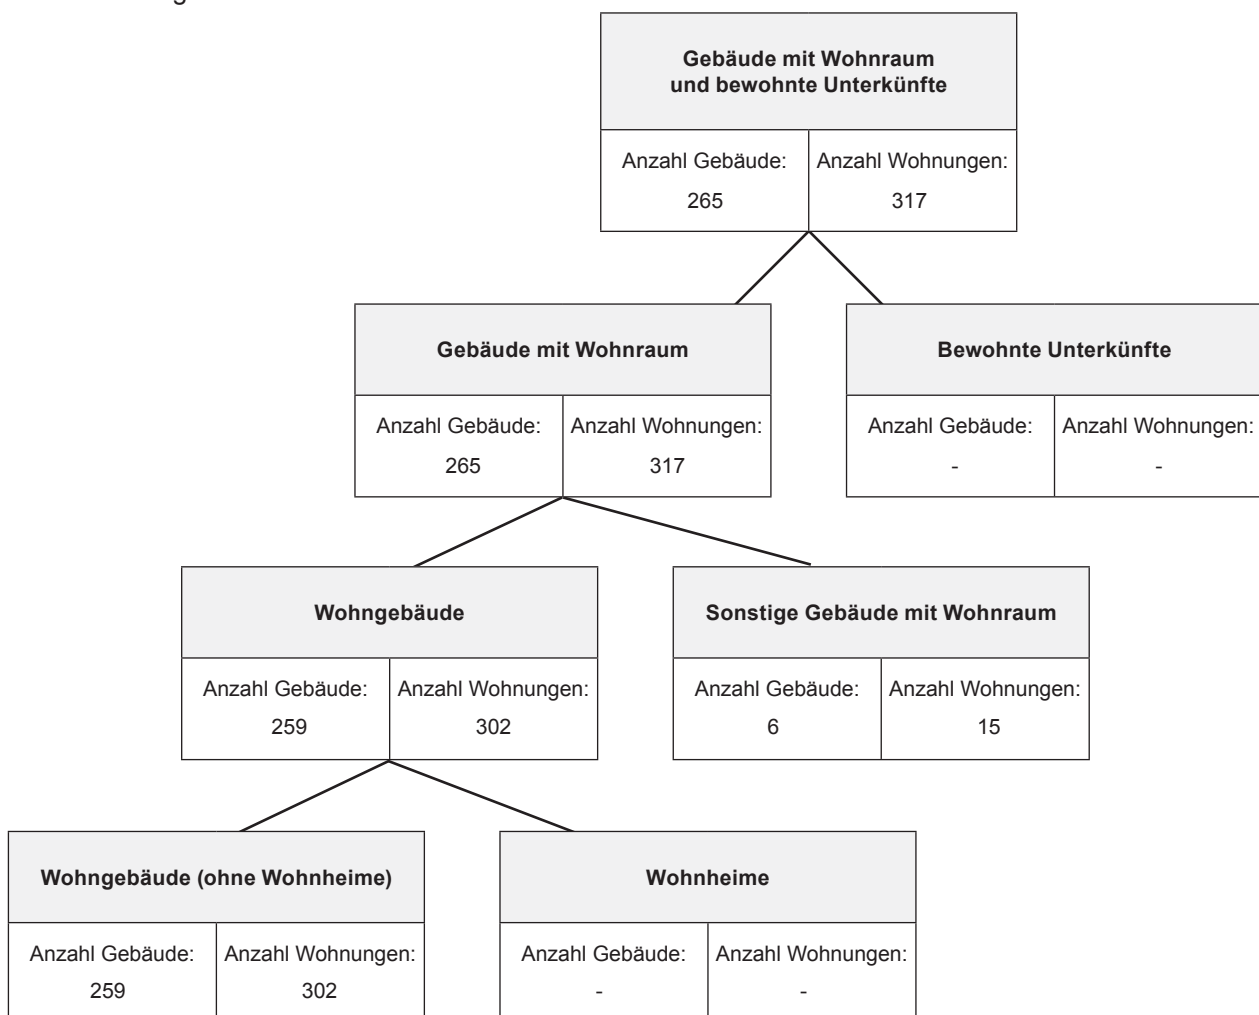 Gebäude mit Wohnraum
und bewohnte Unterkünfte
Anzahl Gebäude: Anzahl Wohnungen:
265 317
Gebäude mit Wohnraum
Anzahl Gebäude: Anzahl Wohnungen:
265 317
Bewohnte Unterkünfte
Anzahl Gebäude: Anzahl Wohnungen:
- -
Wohngebäude
Anzahl Gebäude: Anzahl Wohnungen:
259 302
Sonstige Gebäude mit Wohnraum
Anzahl Gebäude: Anzahl Wohnungen:
6 15
Wohngebäude (ohne Wohnheime)
Anzahl Gebäude: Anzahl Wohnungen:
259 302
Wohnheime
Anzahl Gebäude: Anzahl Wohnungen:
- -